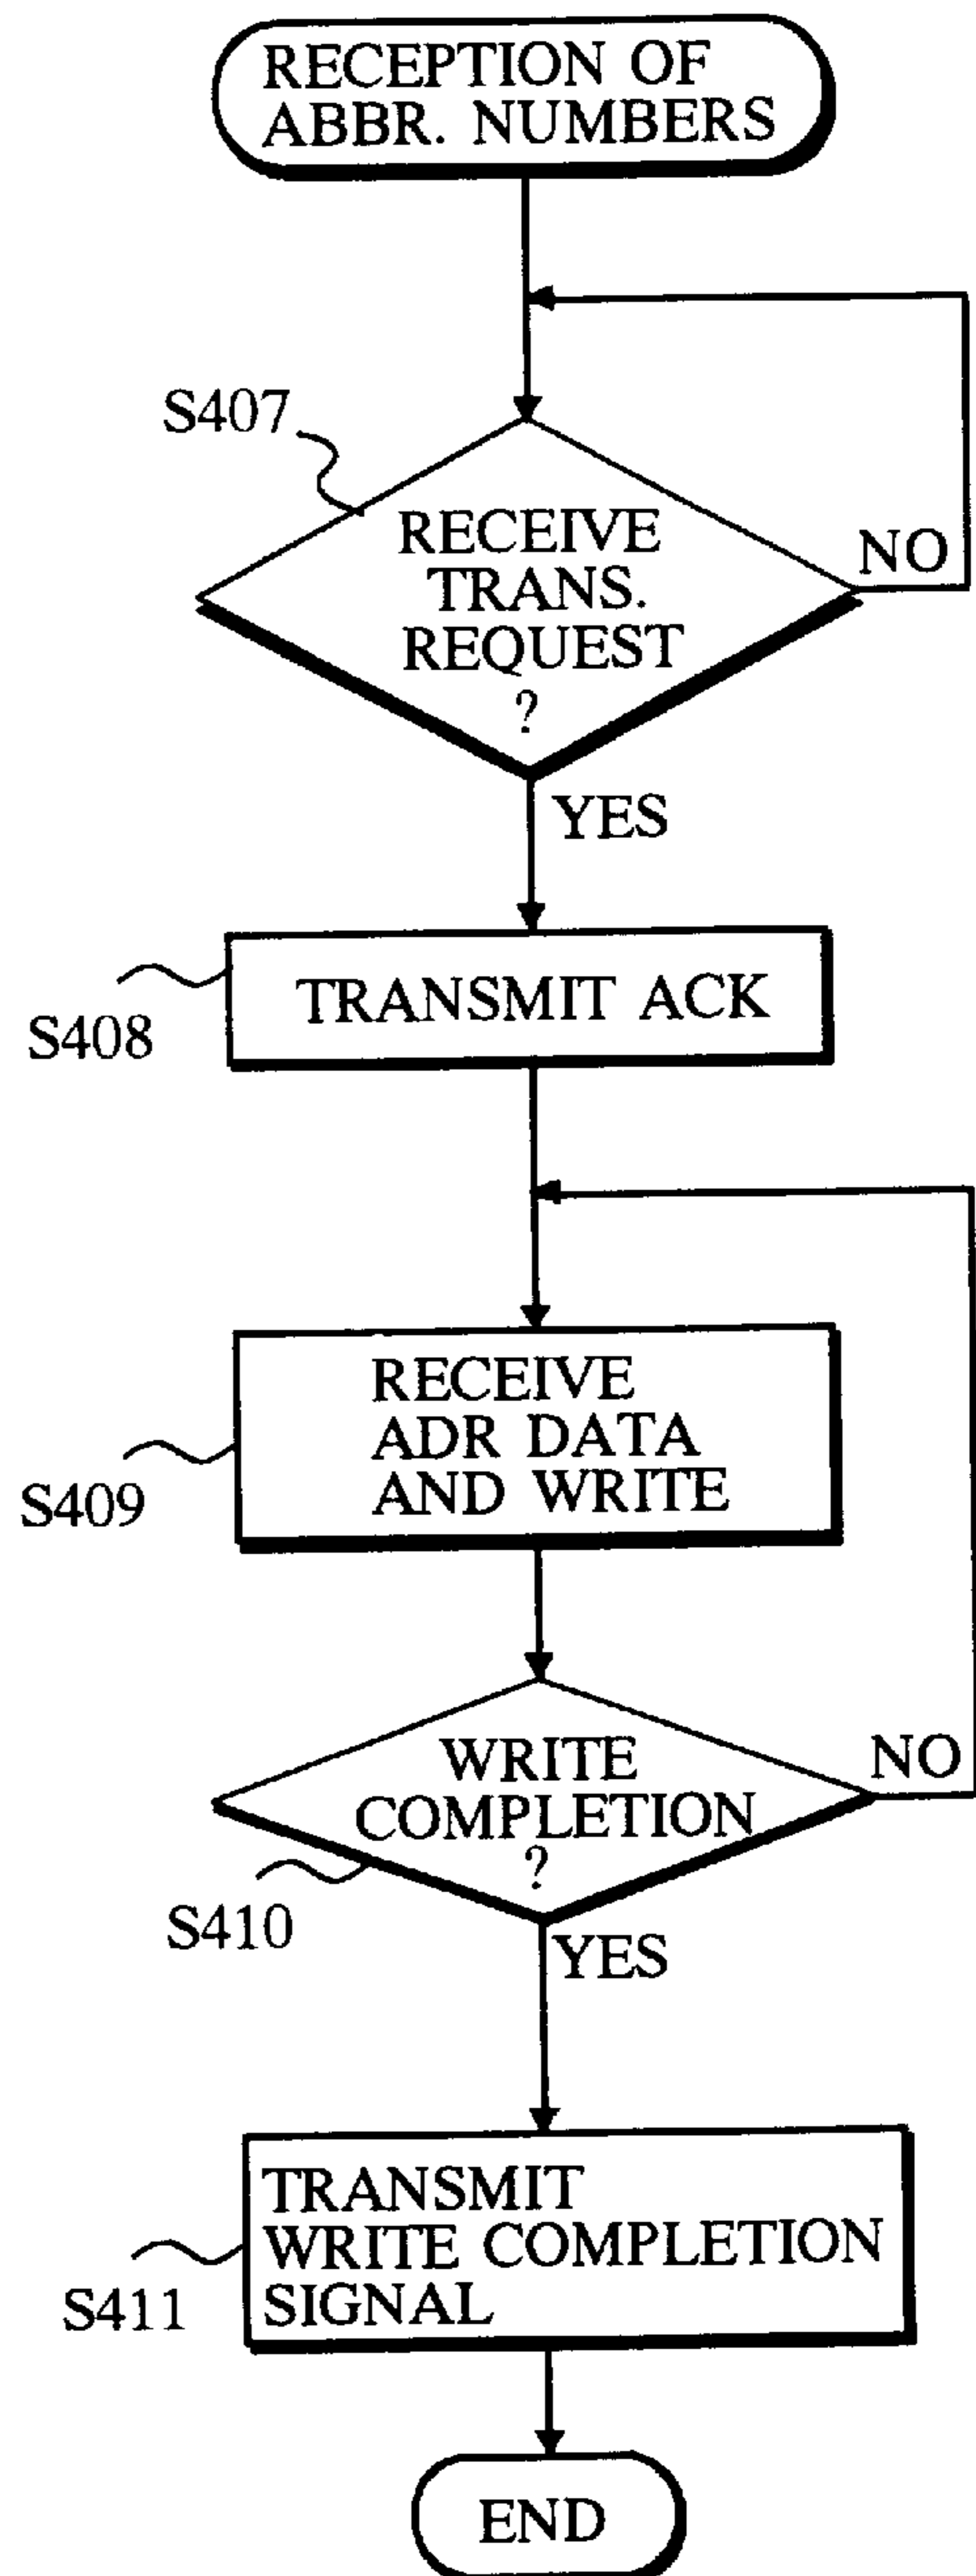 RECEPTION OF
ABBR. NUMBERS
S407
RECEIVE
TRANS.
REQUEST
?
NO
YES
TRANSMIT ACK
S408
RECEIVE
ADR DATA
AND WRITE
S409
WRITE
COMPLETION
?
NO
S410
YES
TRANSMIT
WRITE COMPLETION
SIGNAL
S411
END